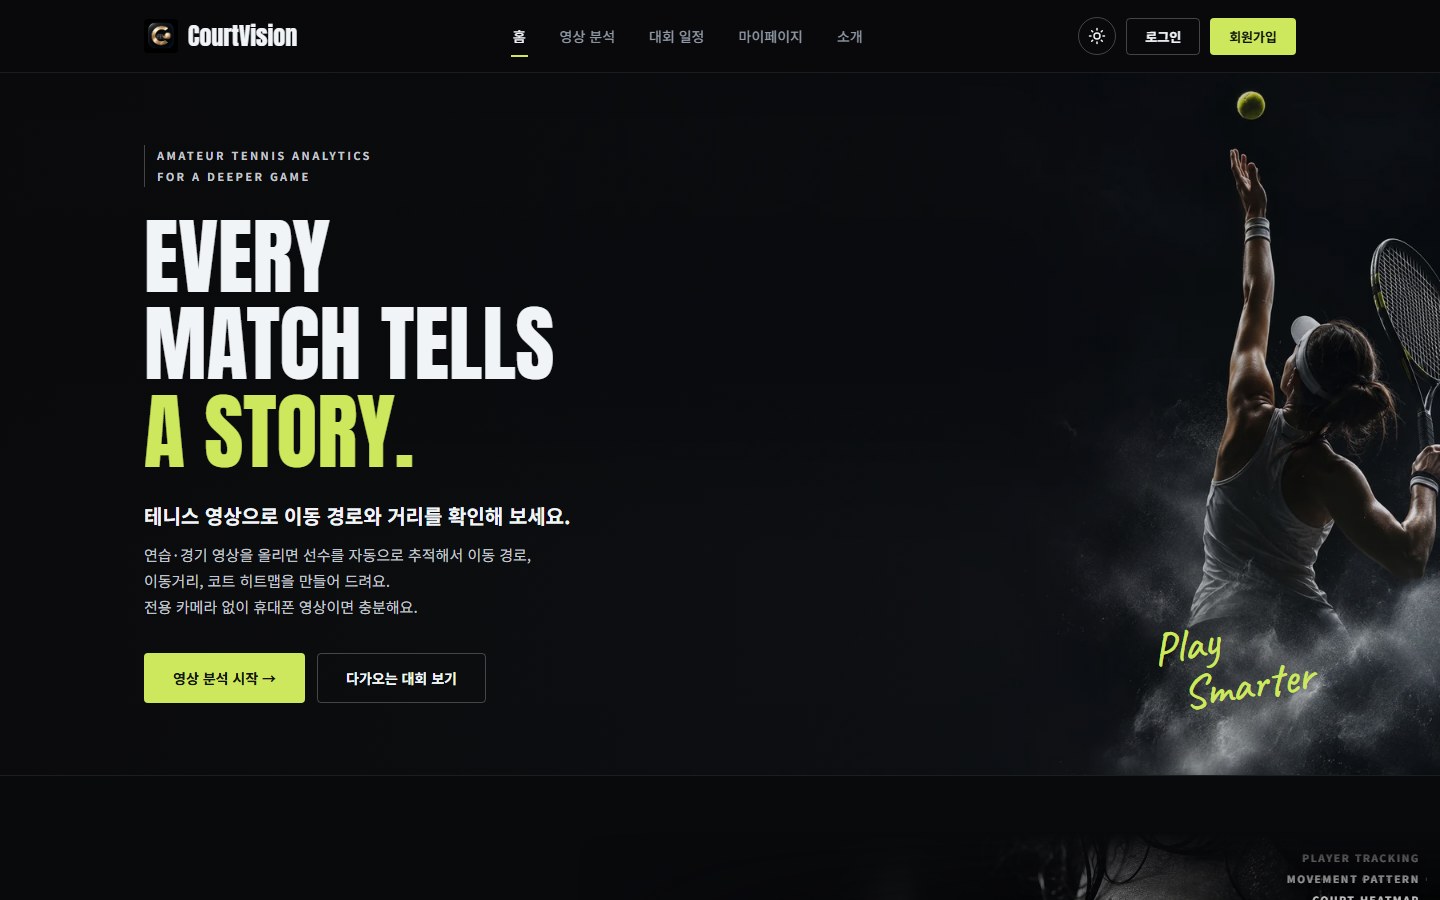 CourtVision
홈
영상 분석
대회 일정
마이페이지
소개
로그인
회원가입
AMATEUR TENNIS ANALYTICS
FOR A DEEPER GAME
EVERY
MATCH TELLS
A STORY.
테니스 영상으로 이동 경로와 거리를 확인해 보세요.
연습·경기 영상을 올리면 선수를 자동으로 추적해서 이동 경로,
이동거리, 코트 히트맵을 만들어 드려요.
전용 카메라 없이 휴대폰 영상이면 충분해요.
영상 분석 시작 →
다가오는 대회 보기
Play
Smarter
PLAYER TRACKING
MOVEMENT PATTERN
COURT HEATMAP